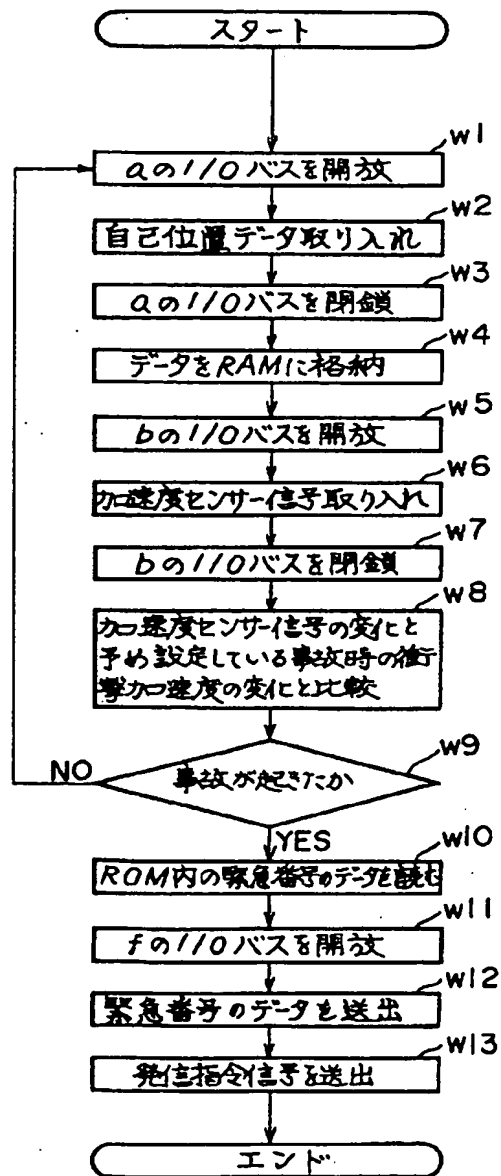 スタート
w1
aのI/Oバスを開放
w2
自己位置データ取り入れ
w3
aのI/Oバスを閉鎖
w4
データをRAMに格納
w5
bのI/Oバスを開放
w6
加速度センサー信号取り入れ
w7
bのI/Oバスを閉鎖
w8
加速度センサー信号の変化と
予め設定している事故時の衝
撃加速度の変化と比較
w9
事故が起きたか
NO
YES
w10
ROM内の緊急番号のデータを読む
w11
fのI/Oバスを開放
w12
緊急番号のデータを送出
w13
発信指令信号を送出
エンド